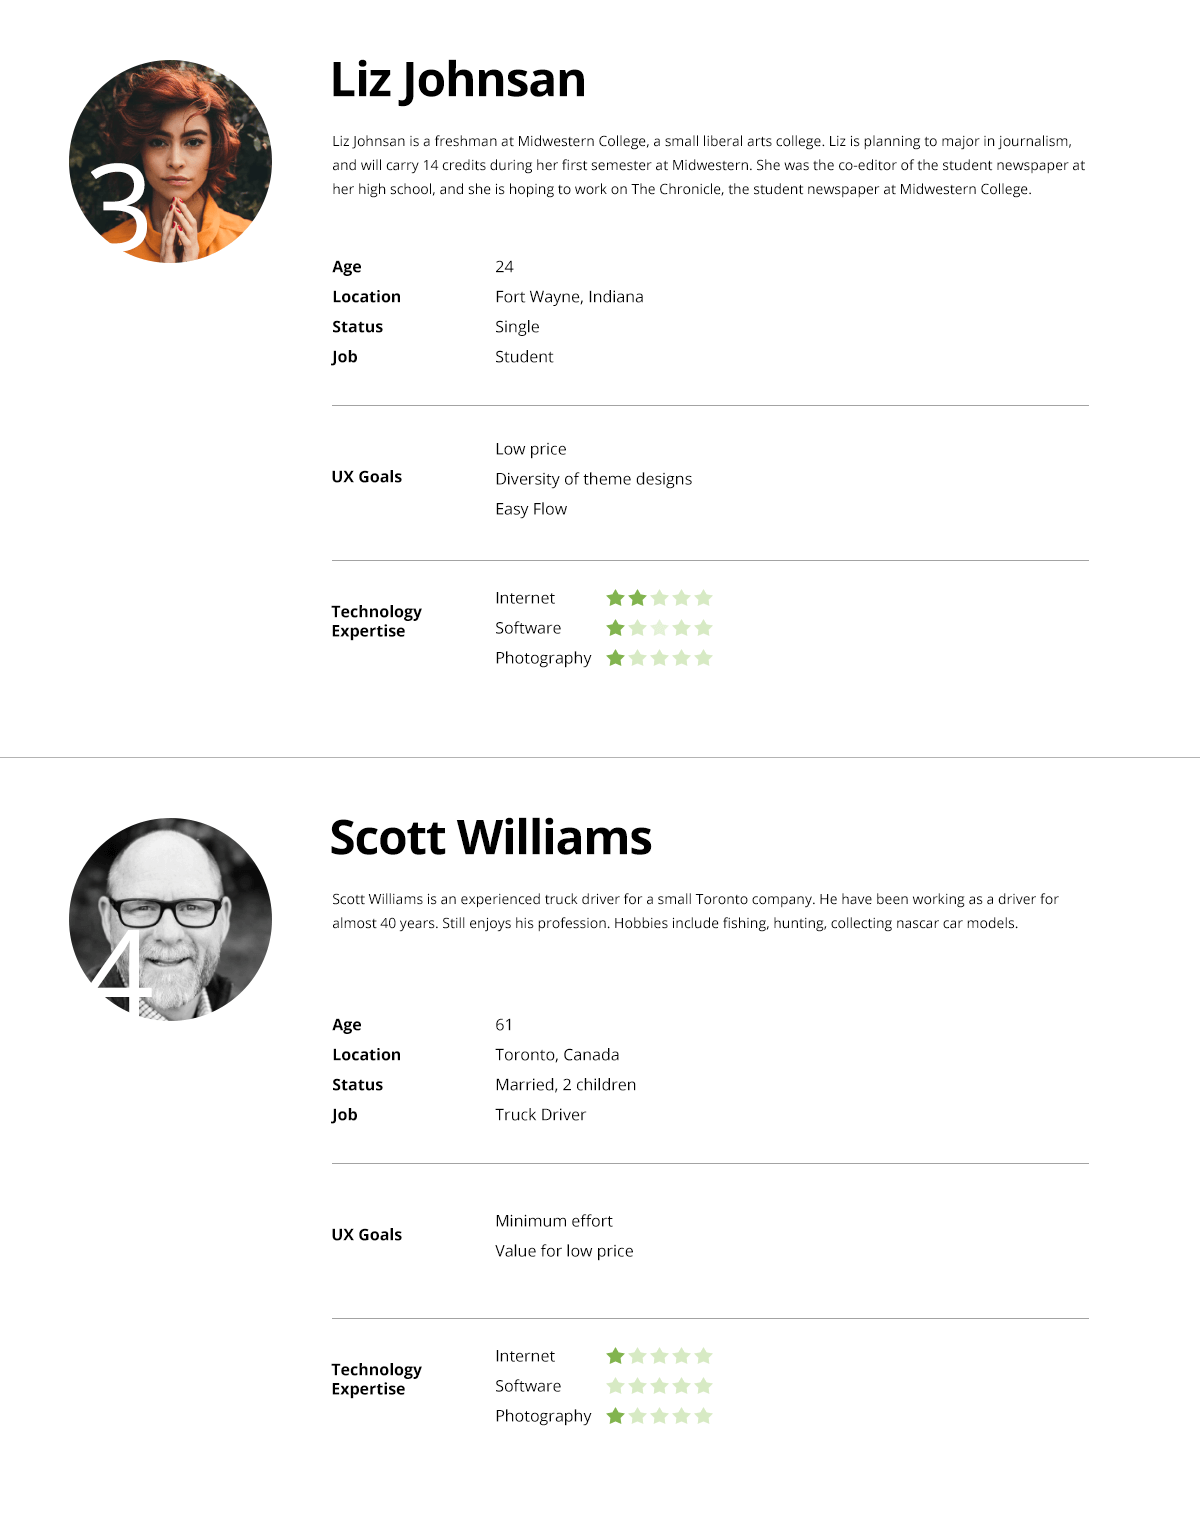 Liz Johnsan
Liz Johnsan is a freshman at Midwestern College, a small liberal arts college. Liz is planning to major in journalism,
and will carry 14 credits during her first semester at Midwestern. She was the co-editor of the student newspaper at
her high school, and she is hoping to work on The Chronicle, the student newspaper at Midwestern College.
3
Age 24
Location Fort Wayne, Indiana
Status Single
Job Student
UX Goals
Low price
Diversity of theme designs
Easy Flow
Technology
Expertise
Internet
Software
Photography
Scott Williams
Scott Williams is an experienced truck driver for a small Toronto company. He have been working as a driver for
almost 40 years. Still enjoys his profession. Hobbies include fishing, hunting, collecting nascar car models.
4
Age 61
Location Toronto, Canada
Status Married, 2 children
Job Truck Driver
UX Goals
Minimum effort
Value for low price
Technology
Expertise
Internet
Software
Photography